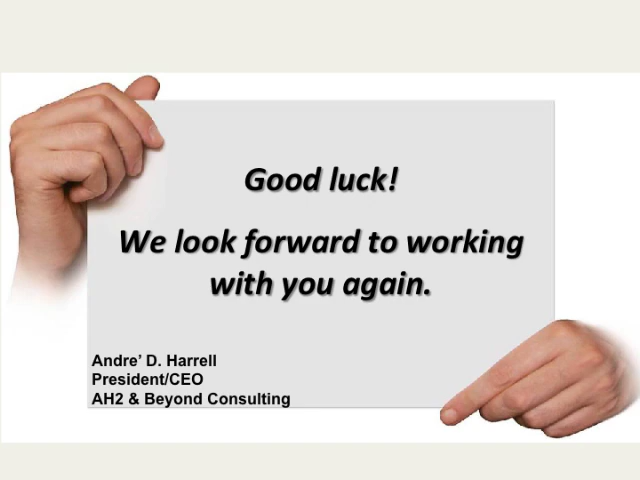 Good luck!
We look forward to working
with you again.
Andre’ D. Harrell
President/CEO
AH2 & Beyond Consulting